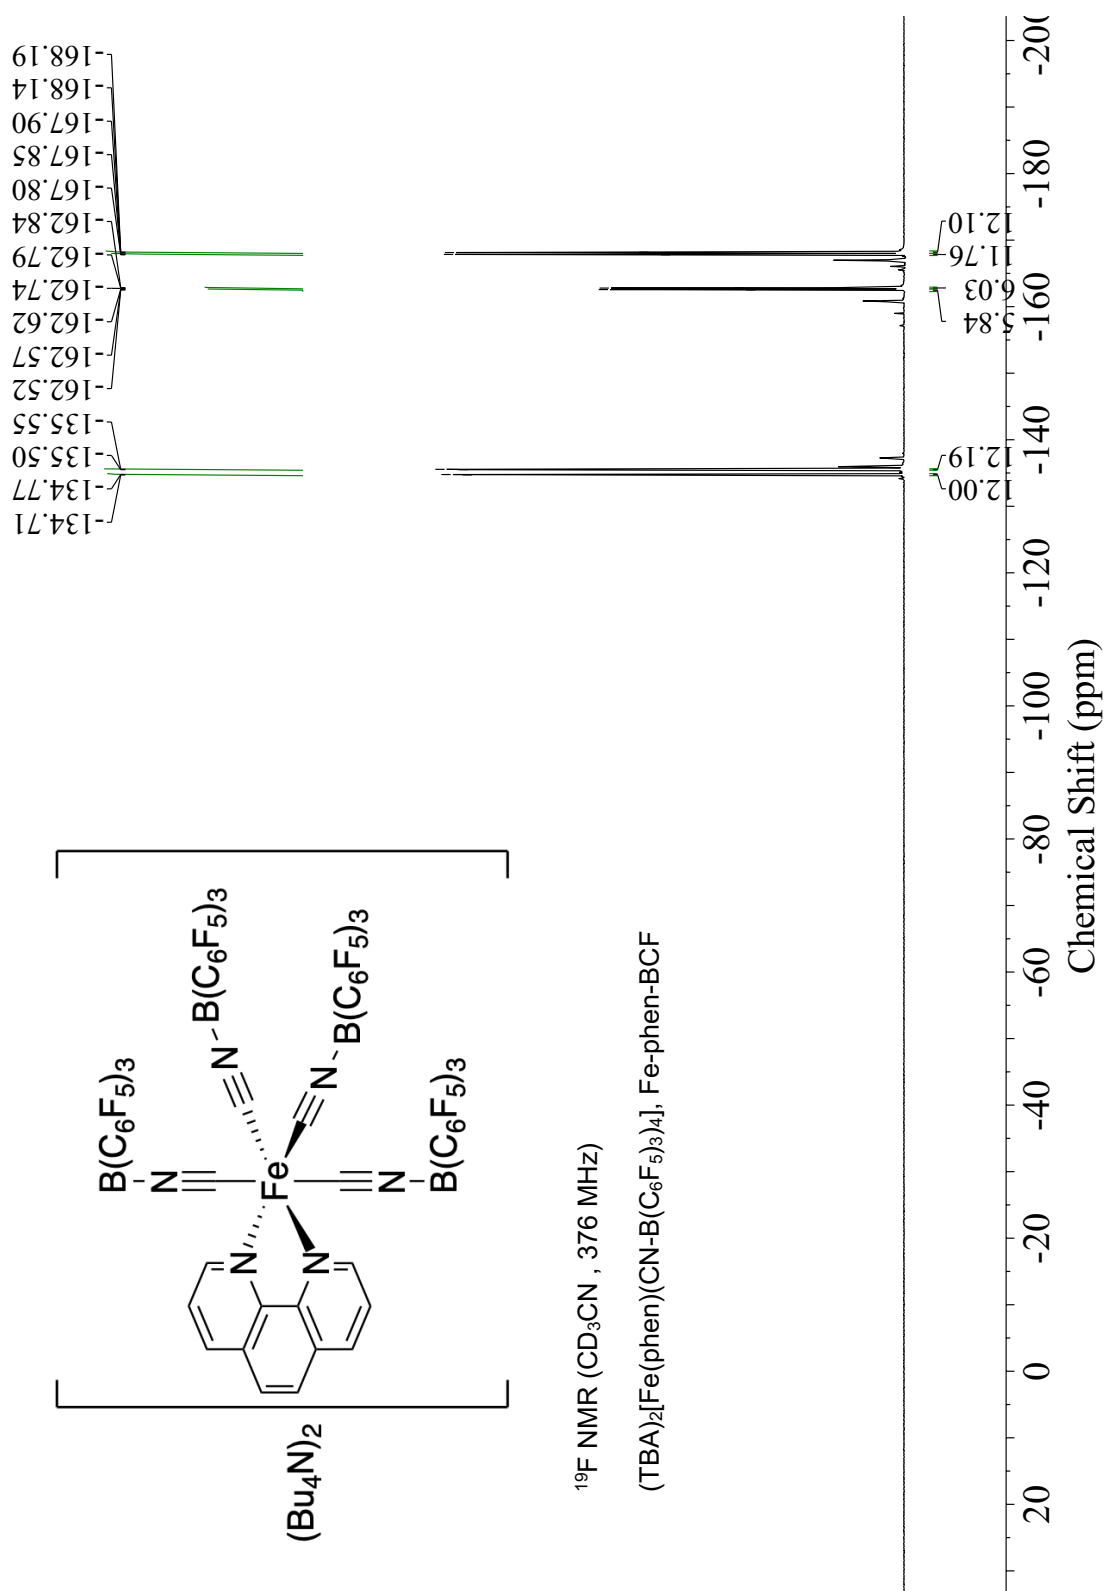 -134.71
-134.77
-135.50
-135.55
-162.52
-162.57
-162.62
-162.74
-162.79
-162.84
-167.80
-167.85
-167.90
-168.14
-168.19
B(C6F5)3
B(C6F5)3
N
N
(Bu4N)2
N
Fe
N
N
B(C6F5)3
N
B(C6F5)3
19F NMR (CD3CN , 376 MHz)
(TBA)2[Fe(phen)(CN-B(C6F5)3)4], Fe-phen-BCF
12.00
12.19
5.84
6.03
11.76
12.10
20 0 -20 -40 -60 -80 -100 -120 -140 -160 -180
Chemical Shift (ppm)